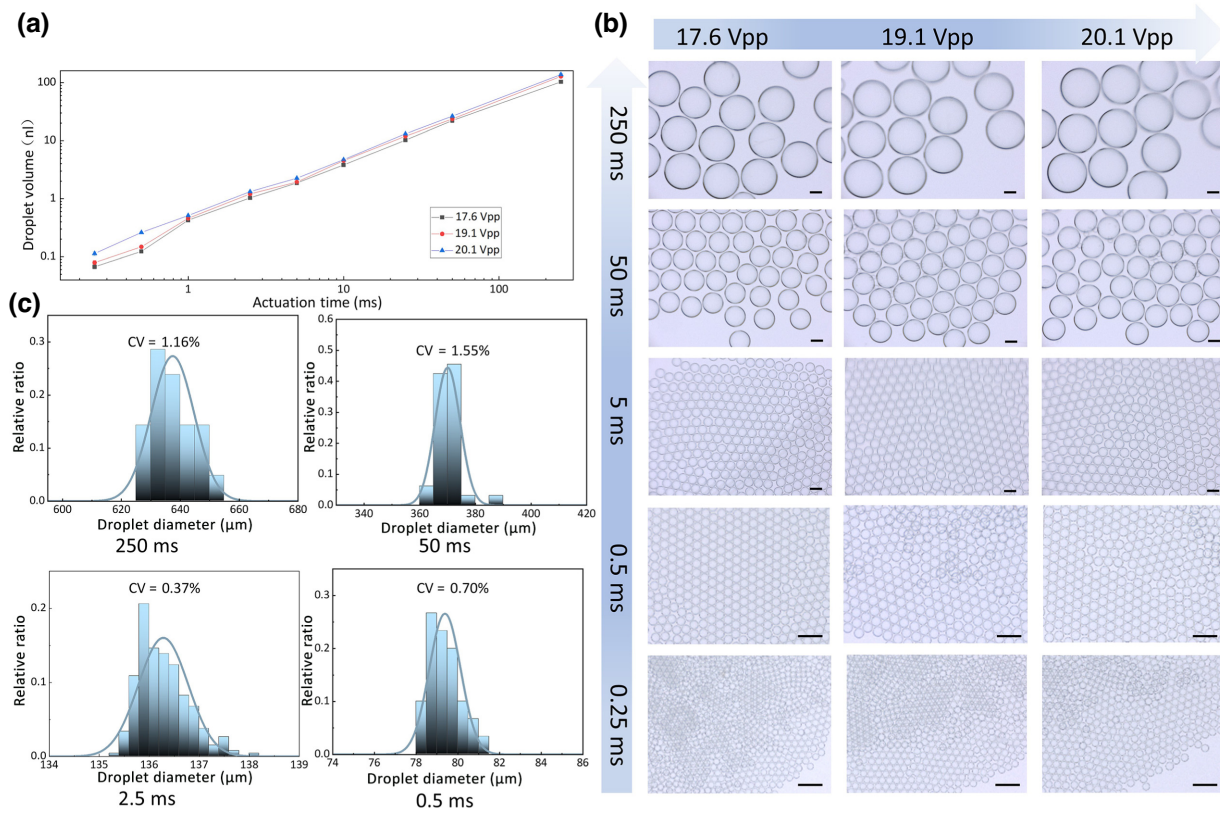 (a)
100
10
1
0.1
Droplet volume（nl）
17.6 Vpp
19.1 Vpp
20.1 Vpp
1
10
100
Actuation time (ms)
(b)
17.6 Vpp
19.1 Vpp
20.1 Vpp
250 ms
50 ms
5 ms
0.5 ms
0.25 ms
(c)
CV = 1.16%
0.3
0.2
0.1
0.0
Relative ratio
600
620
640
660
680
Droplet diameter (μm)
250 ms
CV = 1.55%
0.6
0.5
0.4
0.3
0.2
0.1
0.0
Relative ratio
340
360
380
400
420
Droplet diameter (μm)
50 ms
CV = 0.37%
0.2
0.1
0.0
Relative ratio
134
135
136
137
138
139
Droplet diameter (μm)
2.5 ms
CV = 0.70%
0.3
0.2
0.1
0.0
Relative ratio
74
76
78
80
82
84
86
Droplet diameter (μm)
0.5 ms